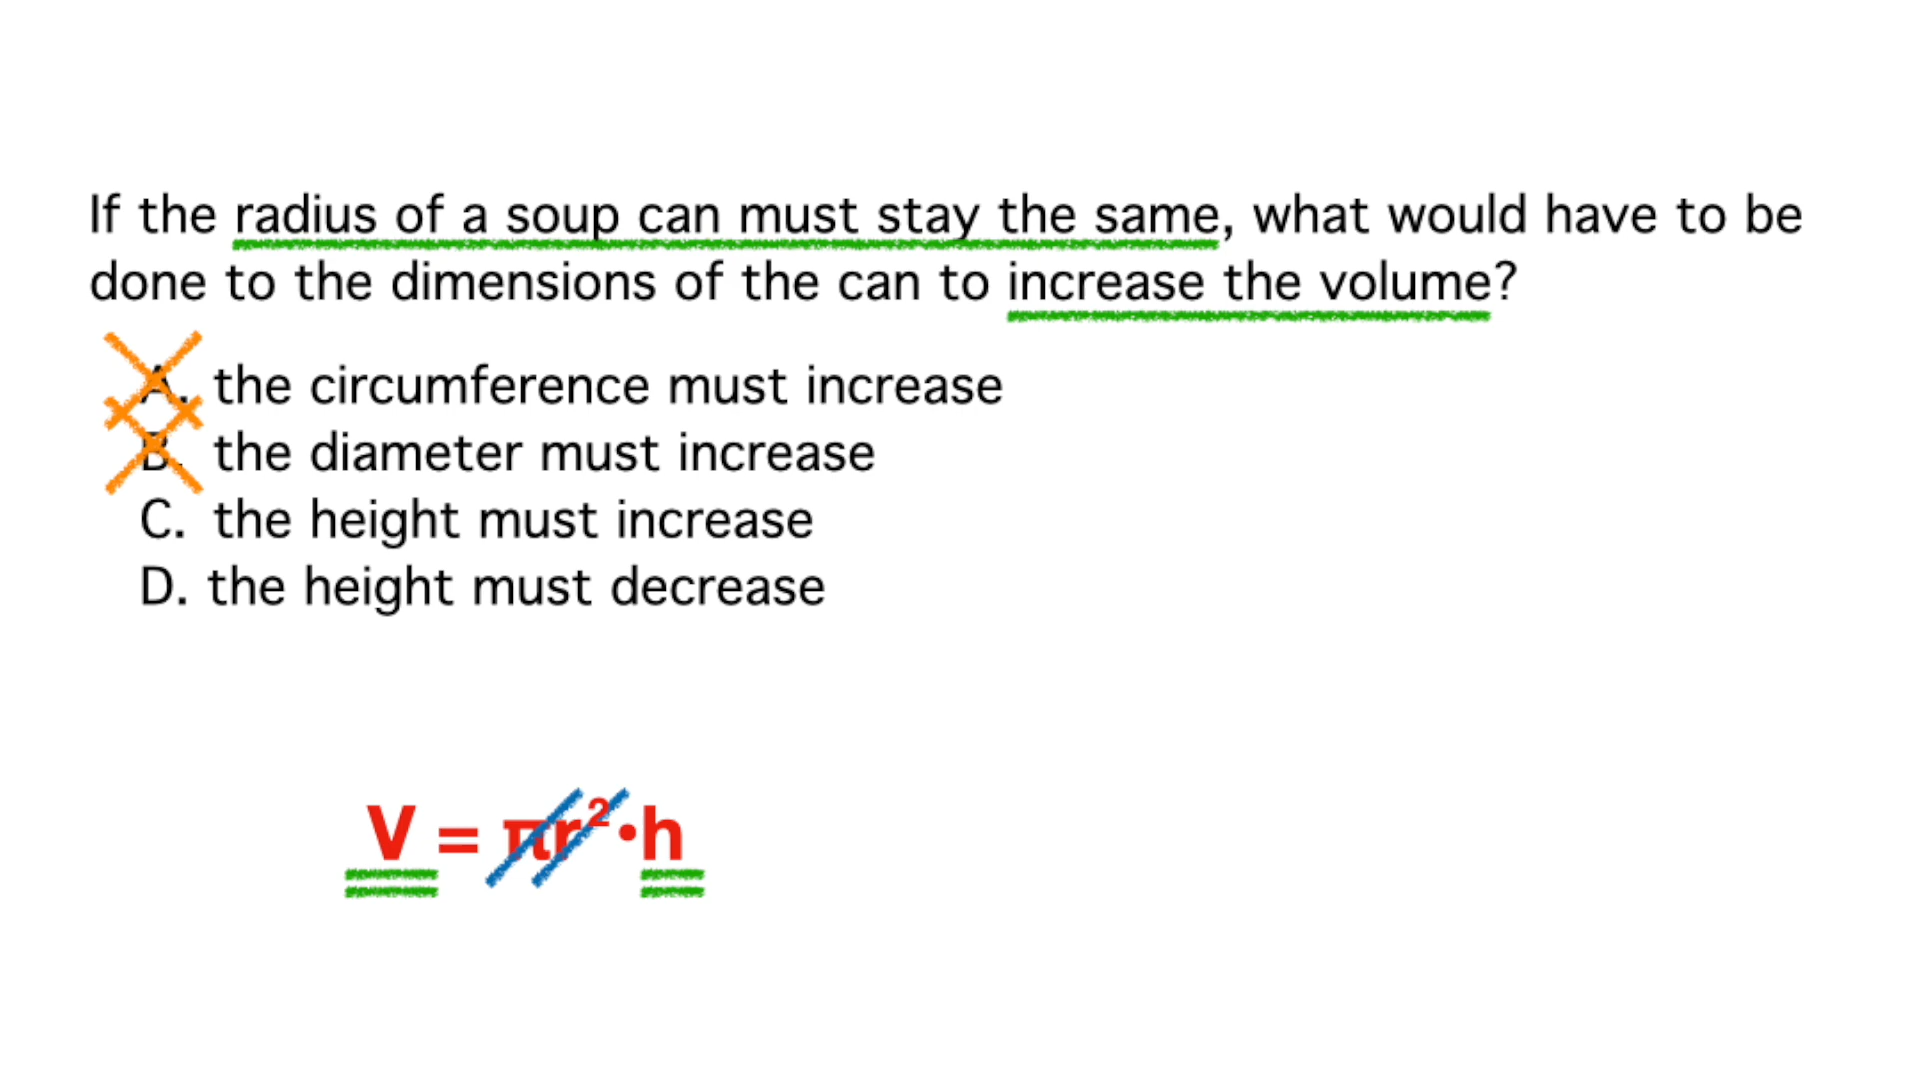 If the radius of a soup can must stay the same, what would have to be
done to the dimensions of the can to increase the volume?
A. the circumference must increase
B. the diameter must increase
C. the height must increase
D. the height must decrease
V = πr²·h